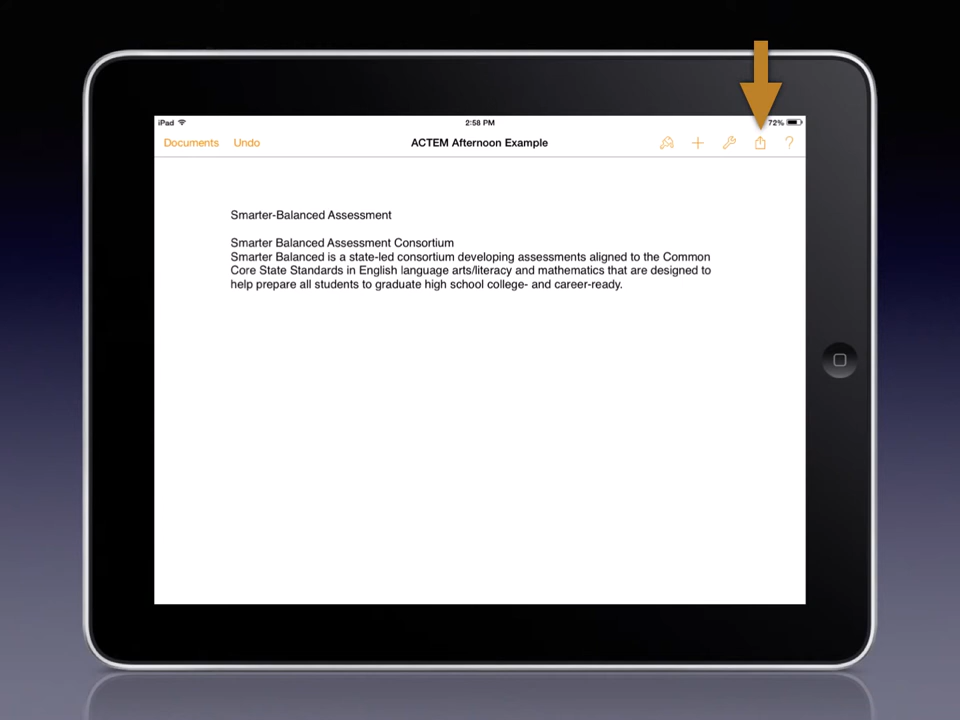 iPad 2:58 PM 72%
Documents Undo ACTEM Afternoon Example ?
Smarter-Balanced Assessment
Smarter Balanced Assessment Consortium
Smarter Balanced is a state-led consortium developing assessments aligned to the Common
Core State Standards in English language arts/literacy and mathematics that are designed to
help prepare all students to graduate high school college- and career-ready.